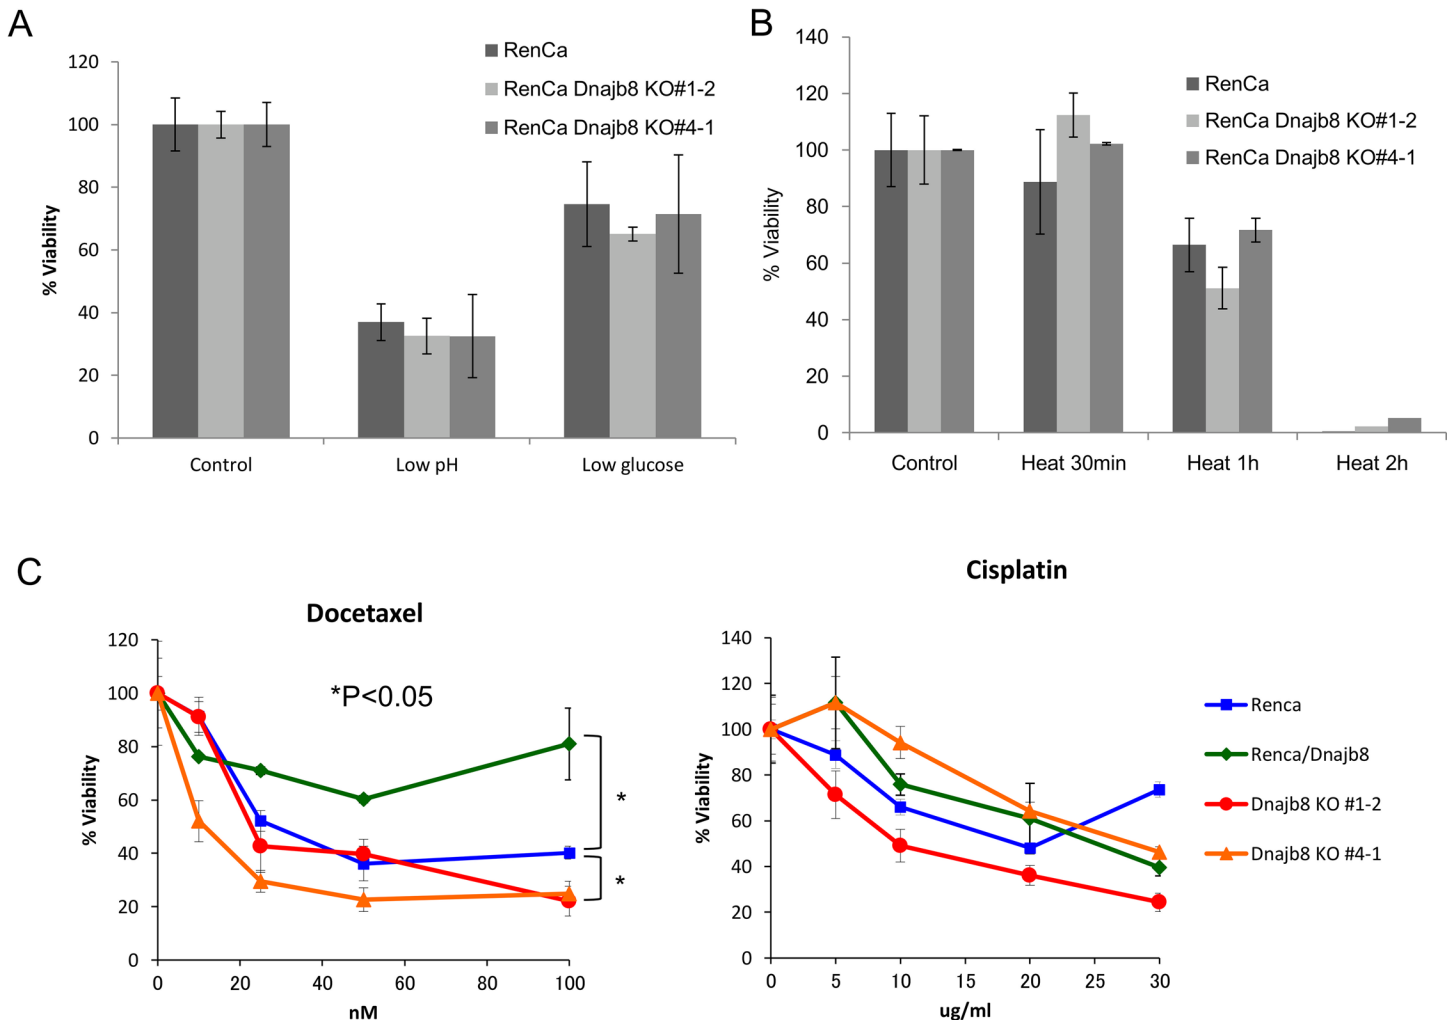 A
% Viability
120
100
80
60
40
20
0
RenCa
RenCa Dnajb8 KO#1-2
RenCa Dnajb8 KO#4-1
Control
Low pH
Low glucose
B
% Viability
140
120
100
80
60
40
20
0
RenCa
RenCa Dnajb8 KO#1-2
RenCa Dnajb8 KO#4-1
Control
Heat 30min
Heat 1h
Heat 2h
C
Docetaxel
*P<0.05
% Viability
120
100
80
60
40
20
0
*
*
0
20
40
60
80
100
nM
Cisplatin
% Viability
140
120
100
80
60
40
20
0
0
5
10
15
20
25
30
ug/ml
Renca
Renca/Dnajb8
Dnajb8 KO #1-2
Dnajb8 KO #4-1